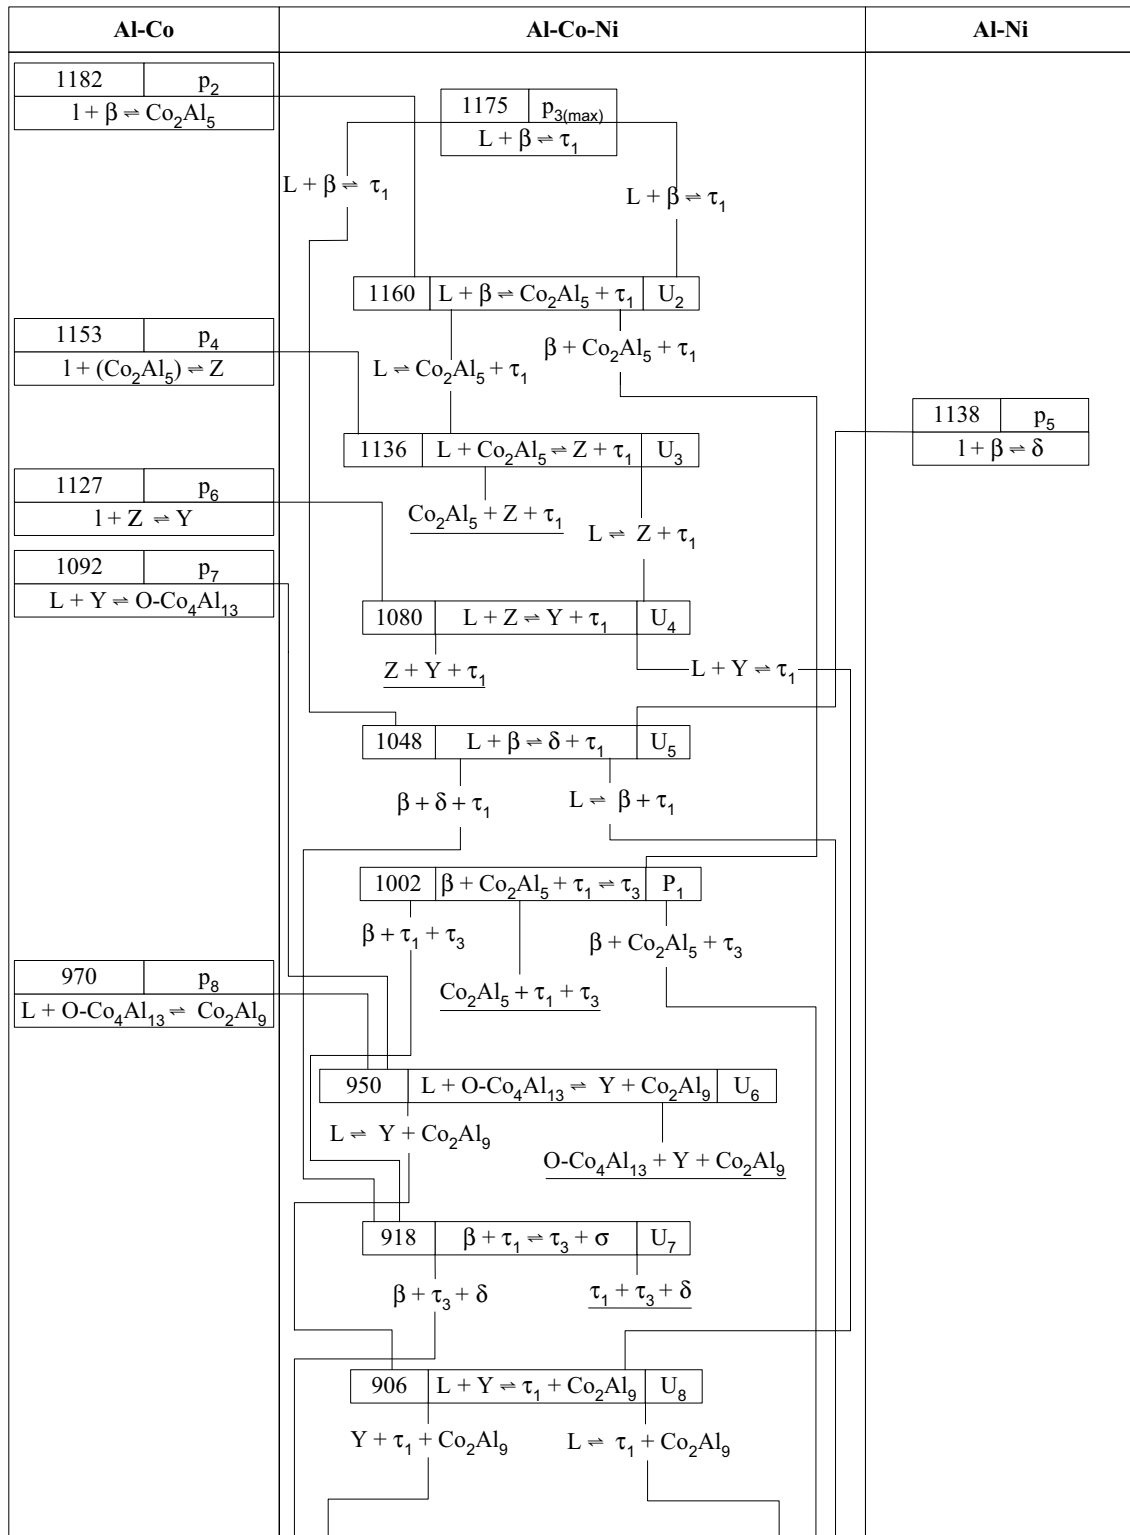 Al-Co Al-Co-Ni Al-Ni
1182 p₂
l + β ⇌ Co₂Al₅
1175 p₃₍ₘₐₓ₎
L + β ⇌ τ₁
L + β ⇌ τ₁
L + β ⇌ τ₁
1160 L + β ⇌ Co₂Al₅ + τ₁ U₂
1153 p₄
l + (Co₂Al₅) ⇌ Z
β + Co₂Al₅ + τ₁
L ⇌ Co₂Al₅ + τ₁
1138 p₅
l + β ⇌ δ
1136 L + Co₂Al₅ ⇌ Z + τ₁ U₃
1127 p₆
l + Z ⇌ Y
Co₂Al₅ + Z + τ₁
L ⇌ Z + τ₁
1092 p₇
L + Y ⇌ O-Co₄Al₁₃
1080 L + Z ⇌ Y + τ₁ U₄
Z + Y + τ₁
L + Y ⇌ τ₁
1048 L + β ⇌ δ + τ₁ U₅
β + δ + τ₁
L ⇌ β + τ₁
1002 β + Co₂Al₅ + τ₁ ⇌ τ₃ P₁
β + τ₁ + τ₃
β + Co₂Al₅ + τ₃
970 p₈
L + O-Co₄Al₁₃ ⇌ Co₂Al₉
Co₂Al₅ + τ₁ + τ₃
950 L + O-Co₄Al₁₃ ⇌ Y + Co₂Al₉ U₆
L ⇌ Y + Co₂Al₉
O-Co₄Al₁₃ + Y + Co₂Al₉
918 β + τ₁ ⇌ τ₃ + σ U₇
β + τ₃ + δ
τ₁ + τ₃ + δ
906 L + Y ⇌ τ₁ + Co₂Al₉ U₈
Y + τ₁ + Co₂Al₉
L ⇌ τ₁ + Co₂Al₉